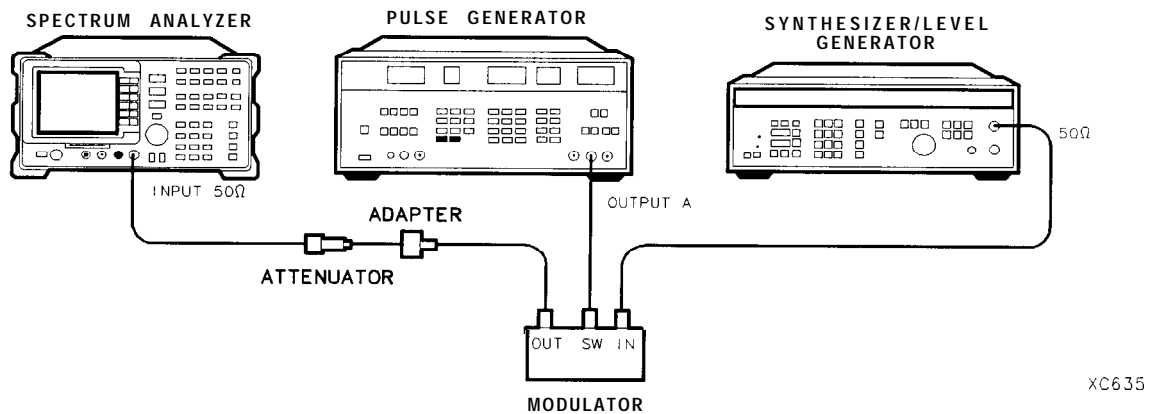 SPECTRUM ANALYZER
PULSE GENERATOR
SYNTHESIZER/LEVEL
GENERATOR
50Ω
INPUT 50Ω
OUTPUT A
ADAPTER
ATTENUATOR
OUT SW IN
MODULATOR
XC635